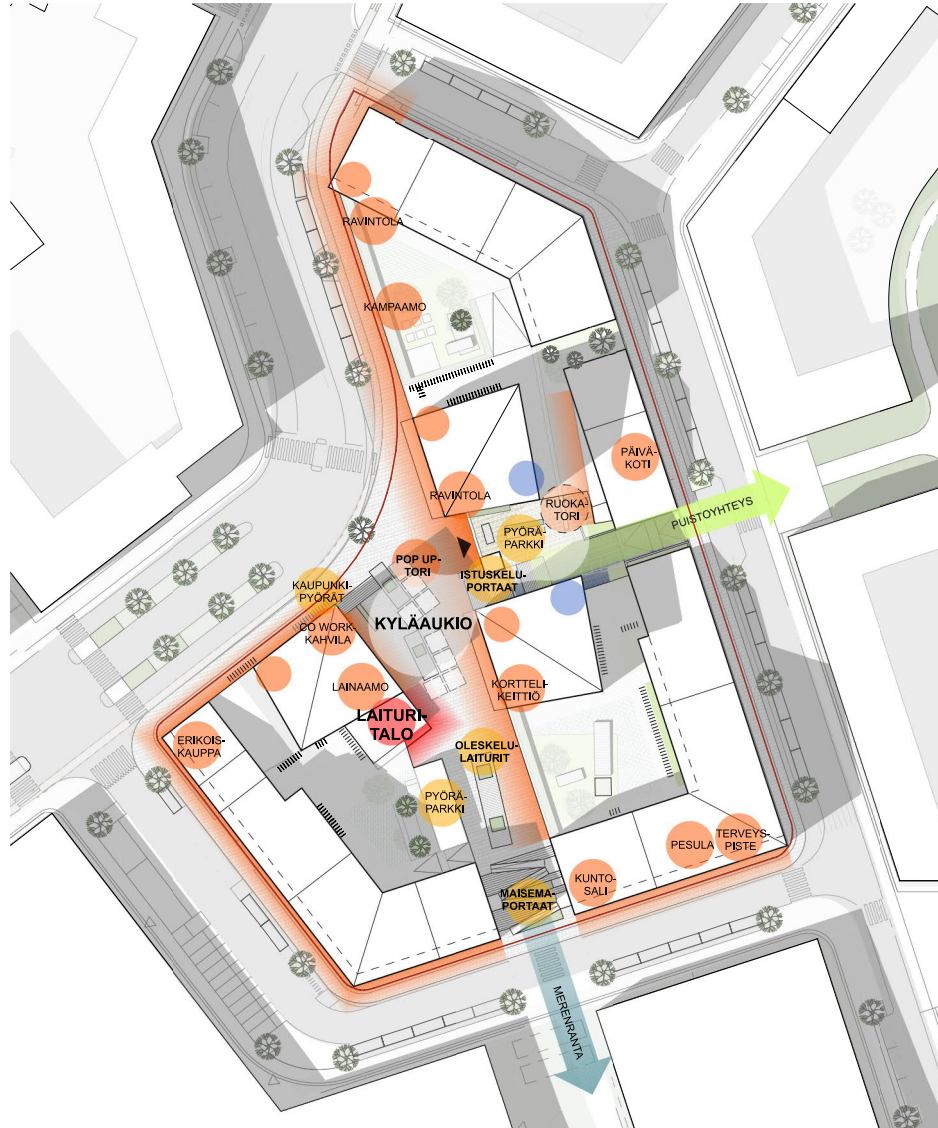 RAVINTOLA
KAMPAAMO
PÄIVÄ-
KOTI
RAVINTOLA
RUOKA-
TORI
PUISTOYHTEYS
PYÖRÄ-
PARKKI
POP UP-
TORI
ISTUSKELU-
PORTAAT
KAUPUNKI-
PYÖRÄT
KYLÄAUKIO
CO WORK-
KAHVILA
LAINAAMO
KORTTELI-
KEITTIÖ
LAITURI-
TALO
ERIKOIS-
KAUPPA
OLESKELU-
LAITURIT
PYÖRÄ-
PARKKI
PESULA
TERVEYS-
PISTE
KUNTO-
SALI
MAISEMA-
PORTAAT
MERENRANTA